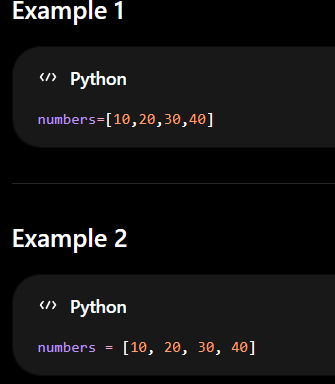 Example 1
Python
numbers=[10,20,30,40]
Example 2
Python
numbers = [10, 20, 30, 40]